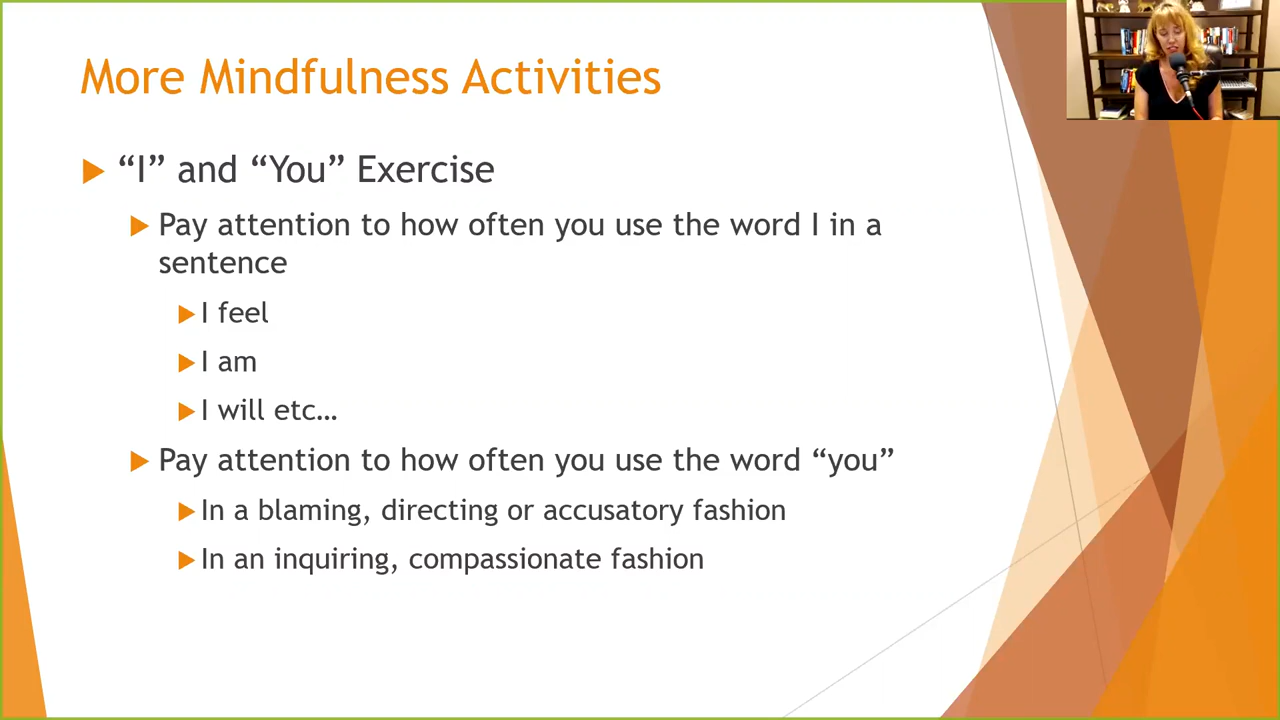 More Mindfulness Activities
“I” and “You” Exercise
Pay attention to how often you use the word I in a
sentence
I feel
I am
I will etc…
Pay attention to how often you use the word “you”
In a blaming, directing or accusatory fashion
In an inquiring, compassionate fashion